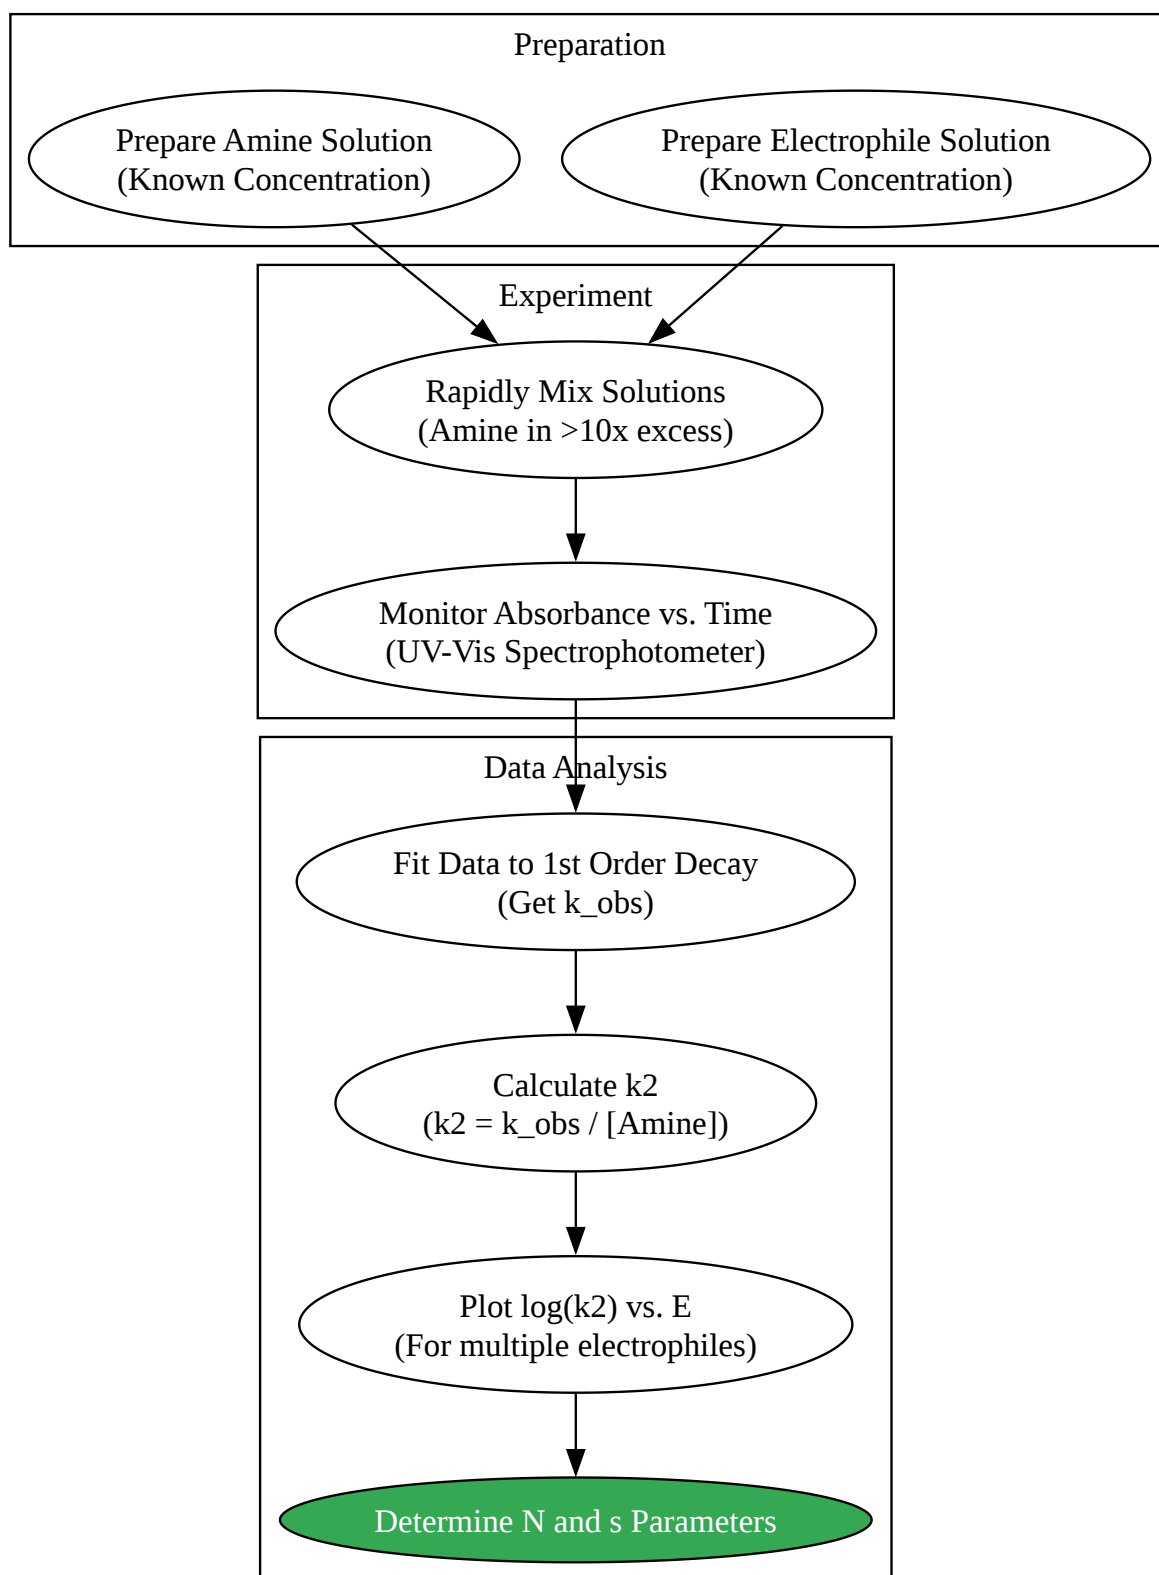 Preparation
Prepare Amine Solution
(Known Concentration)
Prepare Electrophile Solution
(Known Concentration)
Experiment
Rapidly Mix Solutions
(Amine in >10x excess)
Monitor Absorbance vs. Time
(UV-Vis Spectrophotometer)
Data Analysis
Fit Data to 1st Order Decay
(Get k_obs)
Calculate k2
(k2 = k_obs / [Amine])
Plot log(k2) vs. E
(For multiple electrophiles)
Determine N and s Parameters